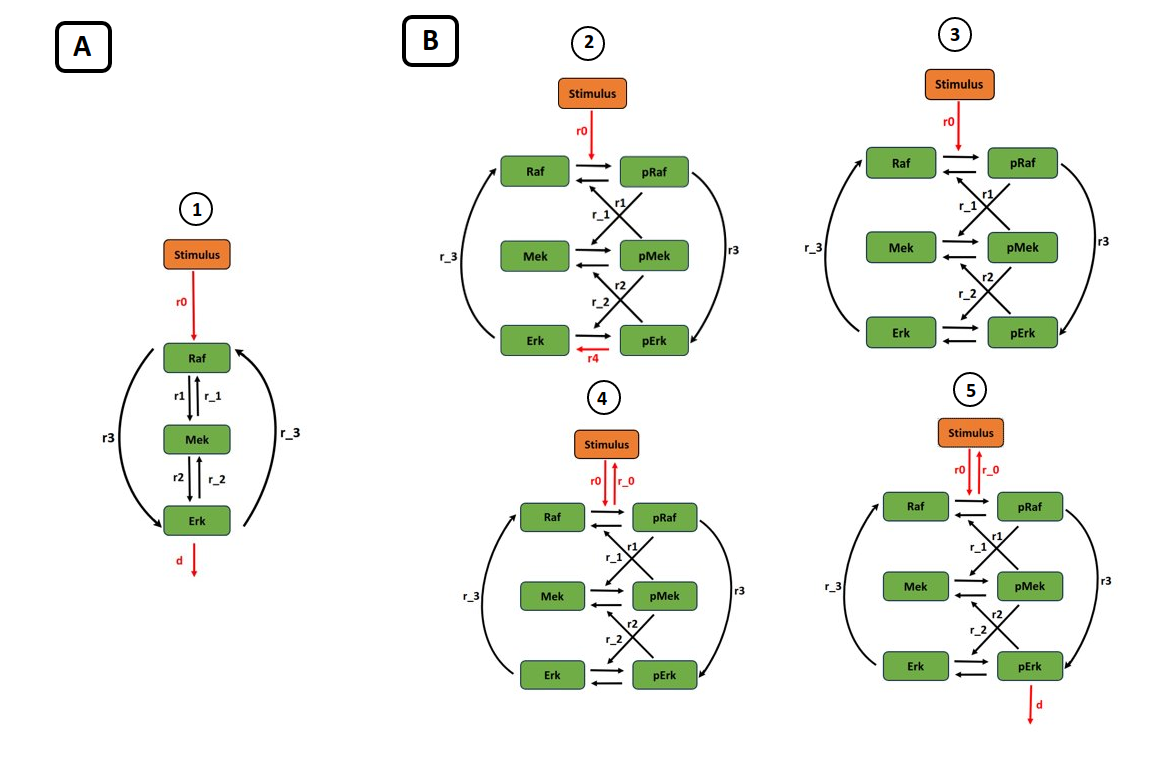 A
1
Stimulus
r0
Raf
r1
r_1
Mek
r3
r_3
r2
r_2
Erk
d
B
2
Stimulus
r0
Raf
pRaf
r1
r_1
Mek
pMek
r_3
r3
r2
r_2
Erk
pErk
r4
3
Stimulus
r0
Raf
pRaf
r1
r_1
Mek
pMek
r_3
r3
r2
r_2
Erk
pErk
4
Stimulus
r0
r_0
Raf
pRaf
r1
r_1
Mek
pMek
r_3
r3
r2
r_2
Erk
pErk
5
Stimulus
r0
r_0
Raf
pRaf
r1
r_1
Mek
pMek
r_3
r3
r2
r_2
Erk
pErk
d